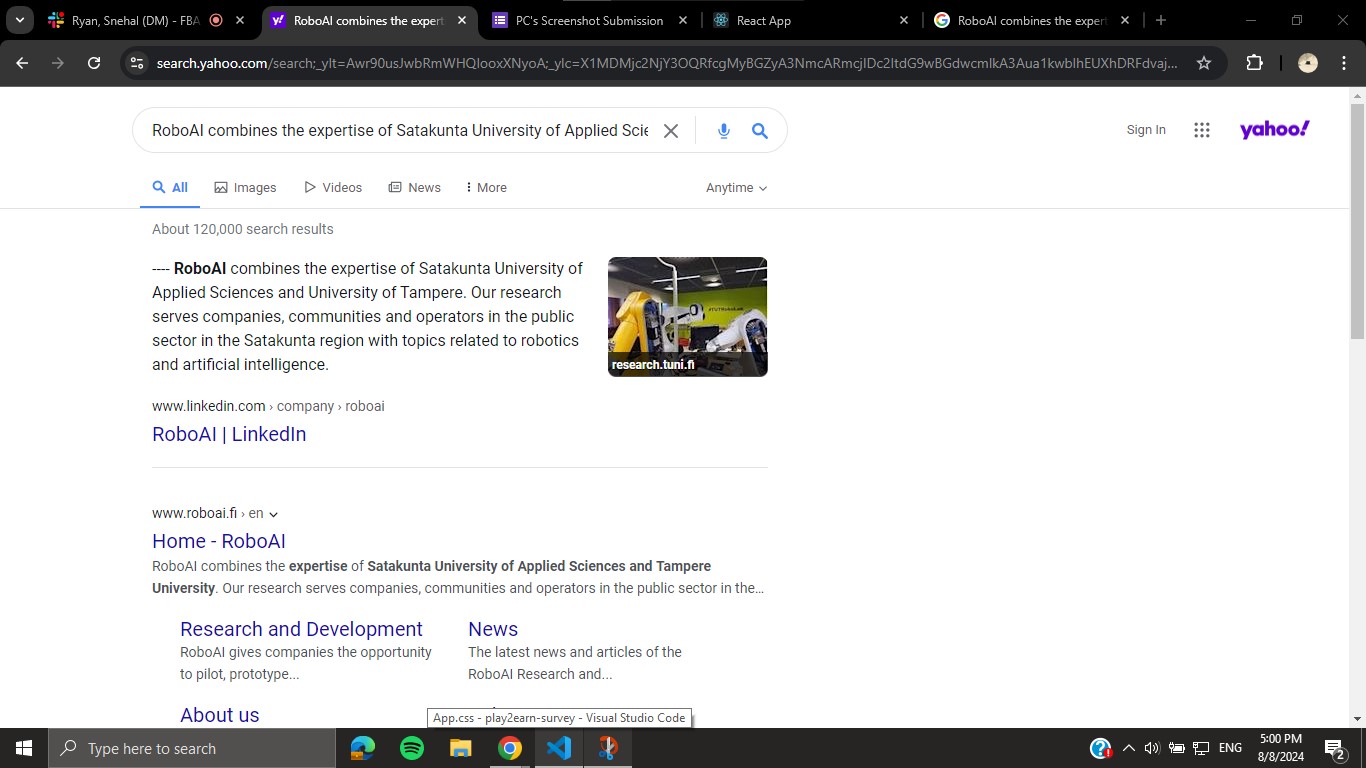 Ryan, Snehal (DM) - FBA
RoboAI combines the expert
PC's Screenshot Submission
React App
RoboAI combines the expert
search.yahoo.com/search;_ylt=Awr90usJwbRmWHQIooxXNyoA;_ylc=X1MDMjc2NjY3OQRfcgMyBGZyA3NmcARmcjIDc2ItdG9wBGdwcmlkA3Aua1kwblhEUXhDRFdvaj...
RoboAI combines the expertise of Satakunta University of Applied Scie
Sign In
yahoo!
All
Images
Videos
News
More
Anytime
About 120,000 search results
---- RoboAI combines the expertise of Satakunta University of
Applied Sciences and University of Tampere. Our research
serves companies, communities and operators in the public
sector in the Satakunta region with topics related to robotics
and artificial intelligence.
research.tuni.fi
www.linkedin.com › company › roboai
RoboAI | LinkedIn
www.roboai.fi › en
Home - RoboAI
RoboAI combines the expertise of Satakunta University of Applied Sciences and Tampere
University. Our research serves companies, communities and operators in the public sector in the…
Research and Development
RoboAI gives companies the opportunity
to pilot, prototype...
News
The latest news and articles of the
RoboAI Research and...
About us
App.css - play2earn-survey - Visual Studio Code
Type here to search
ENG
5:00 PM
8/8/2024
2